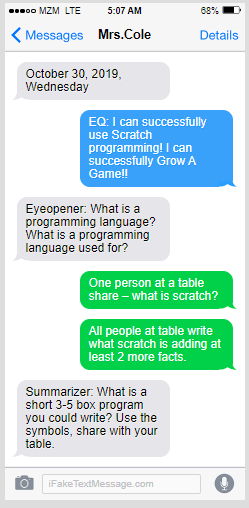 MZM LTE 5:07 AM 68%
Messages Mrs.Cole Details
October 30, 2019,
Wednesday
EQ: I can successfully
use Scratch
programming! I can
successfully Grow A
Game!!
Eyeopener: What is a
programming language?
What is a programming
language used for?
One person at a table
share – what is scratch?
All people at table write
what scratch is adding at
least 2 more facts.
Summarizer: What is a
short 3-5 box program
you could write? Use the
symbols, share with your
table.
iFakeTextMessage.com